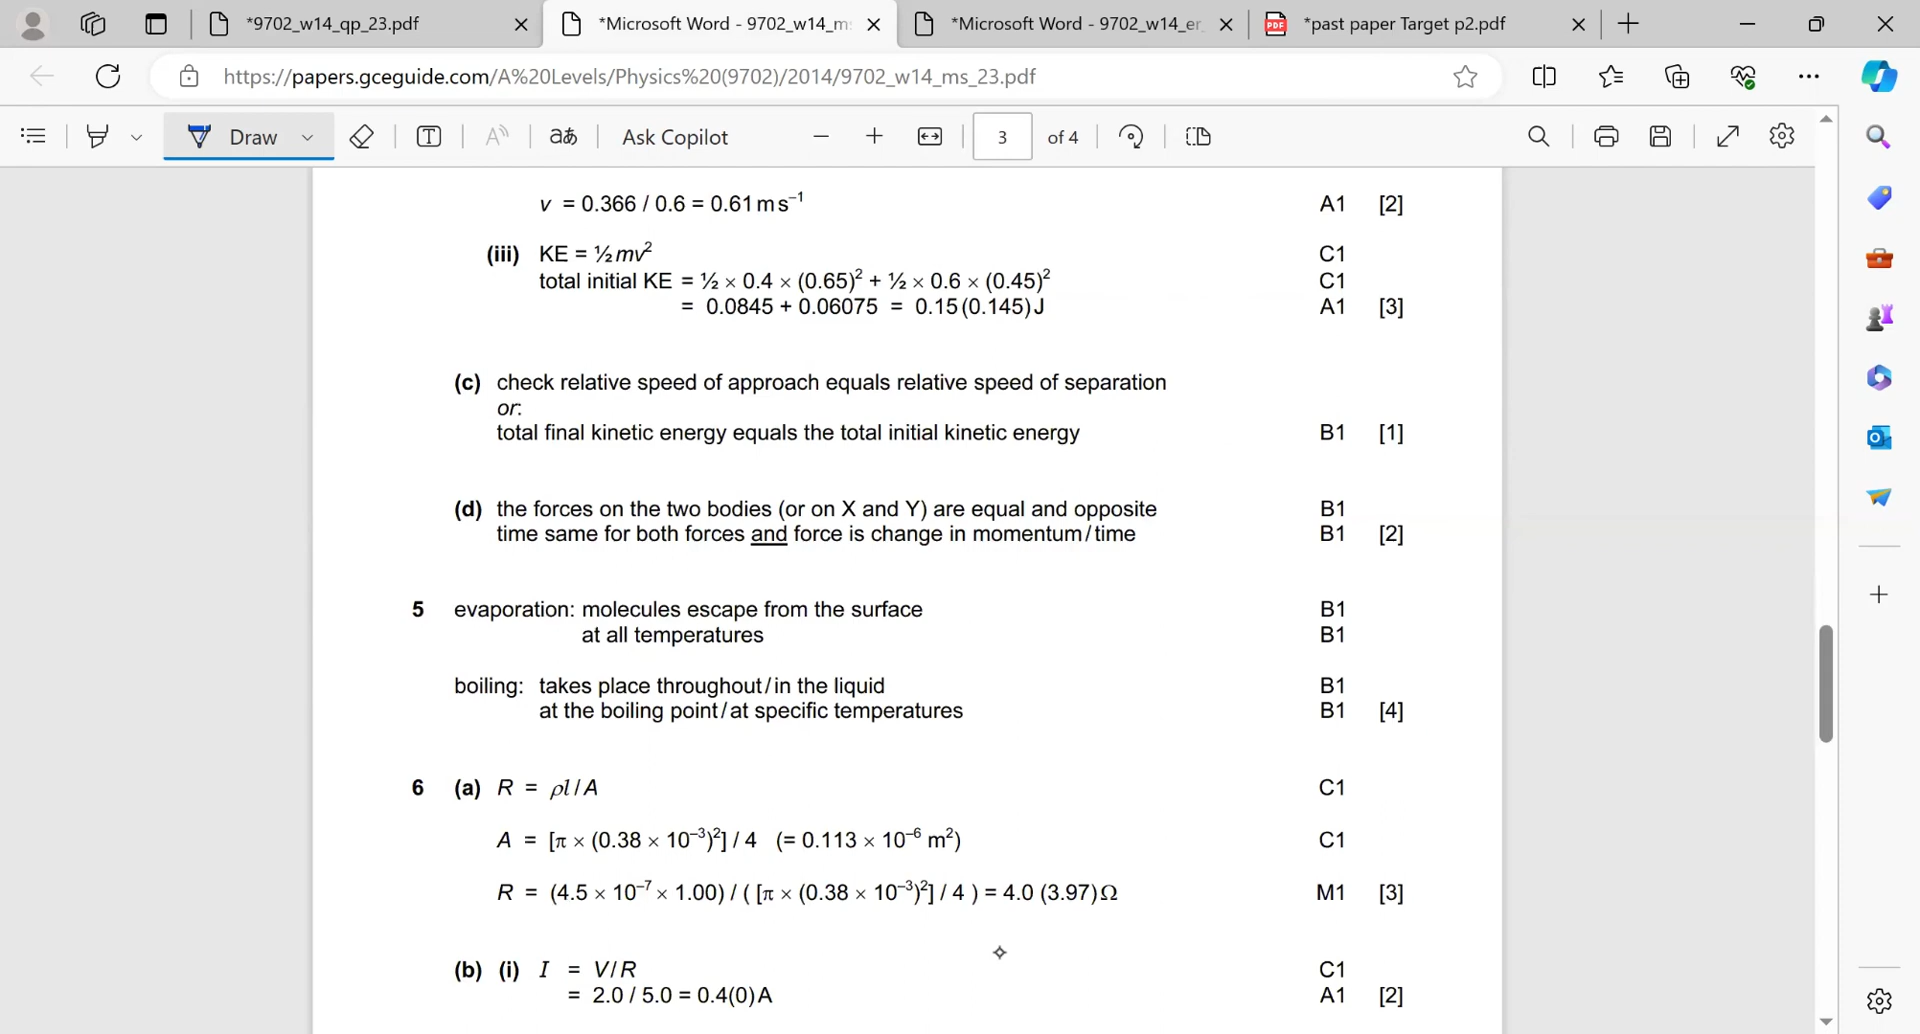 *9702_w14_qp_23.pdf
*Microsoft Word - 9702_w14_m
*Microsoft Word - 9702_w14_er
*past paper Target p2.pdf
https://papers.gceguide.com/A%20Levels/Physics%20(9702)/2014/9702_w14_ms_23.pdf
Draw
aあ
Ask Copilot
3 of 4
v = 0.366 / 0.6 = 0.61 m s⁻¹ A1 [2]
(iii) KE = ½mv² C1
total initial KE = ½ × 0.4 × (0.65)² + ½ × 0.6 × (0.45)² C1
= 0.0845 + 0.06075 = 0.15 (0.145) J A1 [3]
(c) check relative speed of approach equals relative speed of separation
or:
total final kinetic energy equals the total initial kinetic energy B1 [1]
(d) the forces on the two bodies (or on X and Y) are equal and opposite B1
time same for both forces and force is change in momentum / time B1 [2]
5 evaporation: molecules escape from the surface B1
at all temperatures B1
boiling: takes place throughout / in the liquid B1
at the boiling point / at specific temperatures B1 [4]
6 (a) R = ρl / A C1
A = [π × (0.38 × 10⁻³)²] / 4 (= 0.113 × 10⁻⁶ m²) C1
R = (4.5 × 10⁻⁷ × 1.00) / ( [π × (0.38 × 10⁻³)²] / 4 ) = 4.0 (3.97) Ω M1 [3]
(b) (i) I = V / R C1
= 2.0 / 5.0 = 0.4(0) A A1 [2]